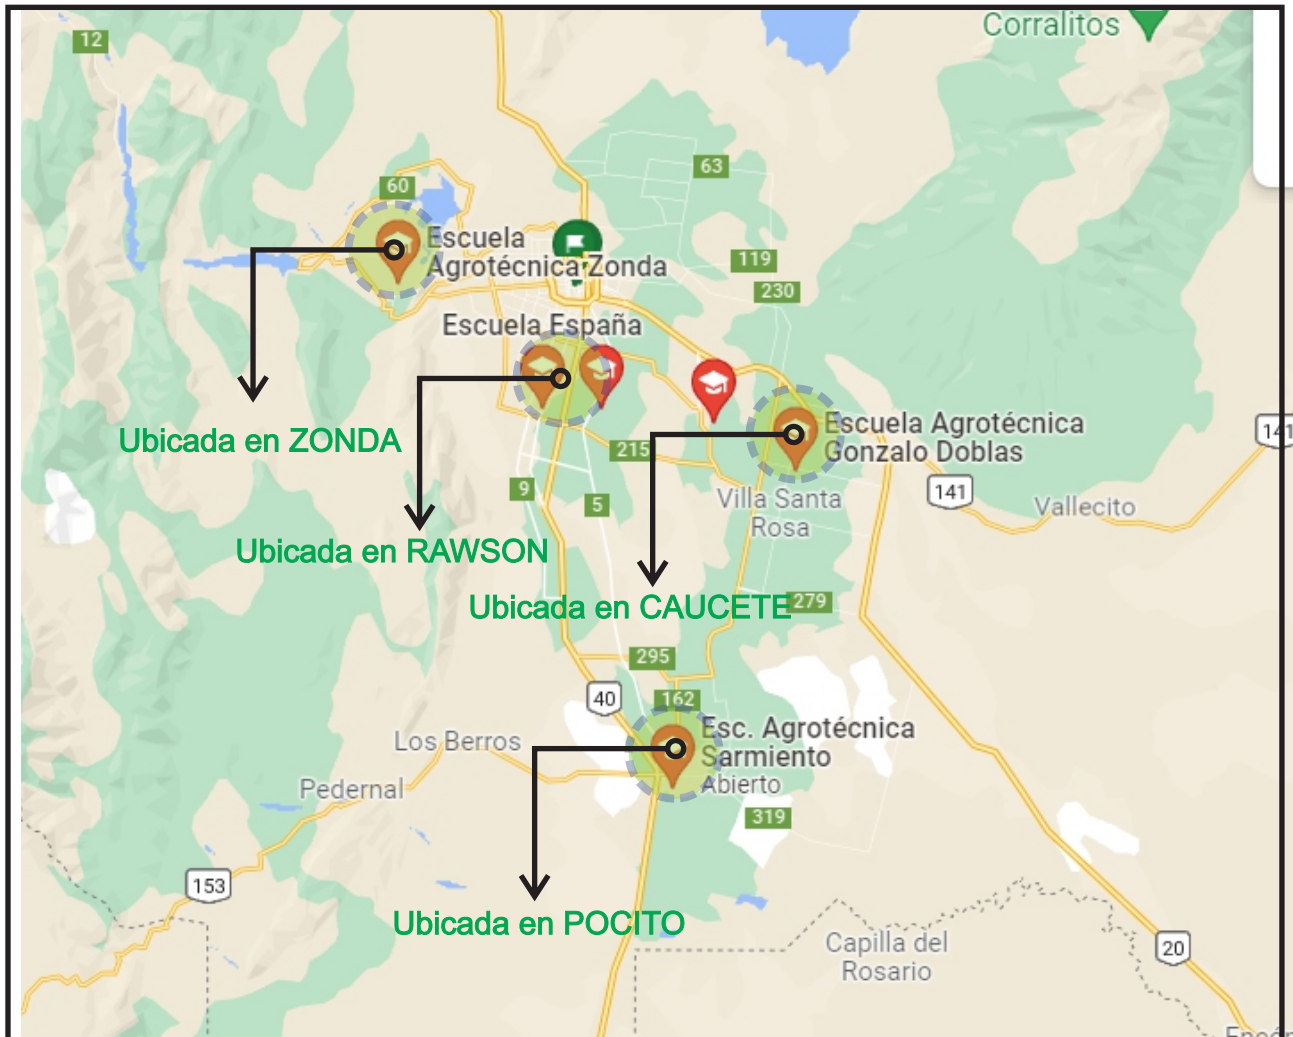 Corralitos
12
63
60
Escuela
Agrotécnica Zonda
119
230
Escuela España
Ubicada en ZONDA
Escuela Agrotécnica
Gonzalo Doblas
141
215
9
5
141
Villa Santa
Rosa
Vallecito
Ubicada en RAWSON
Ubicada en CAUCETE
279
295
40
162
Esc. Agrotécnica
Sarmiento
Abierto
Los Berros
Pedernal
319
153
Ubicada en POCITO
Capilla del
Rosario
20